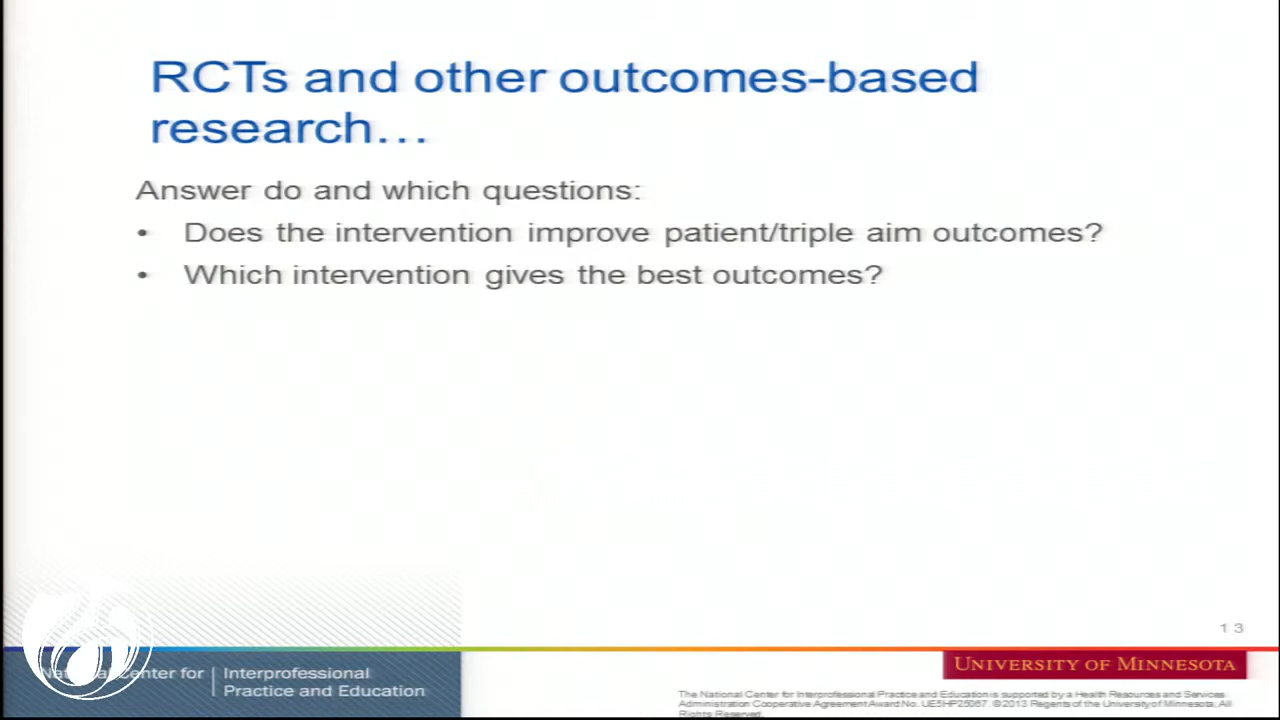 RCTs and other outcomes-based
research…
Answer do and which questions:
• Does the intervention improve patient/triple aim outcomes?
• Which intervention gives the best outcomes?
13
National Center for | Interprofessional
Practice and Education
UNIVERSITY OF MINNESOTA
The National Center for Interprofessional Practice and Education is supported by a Health Resources and Services
Administration Cooperative Agreement Award No. UE5HP25067. ©2013 Regents of the University of Minnesota, All
Rights Reserved.